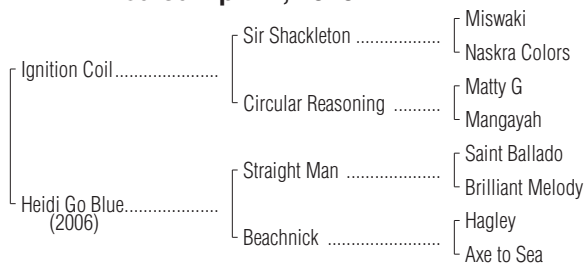 Miswaki
Sir Shackleton ..................
Naskra Colors
Ignition Coil......................
Matty G
Circular Reasoning ..........
Mangayah
Saint Ballado
Straight Man ....................
Brilliant Melody
Heidi Go Blue....................
(2006)
Hagley
Beachnick ........................
Axe to Sea